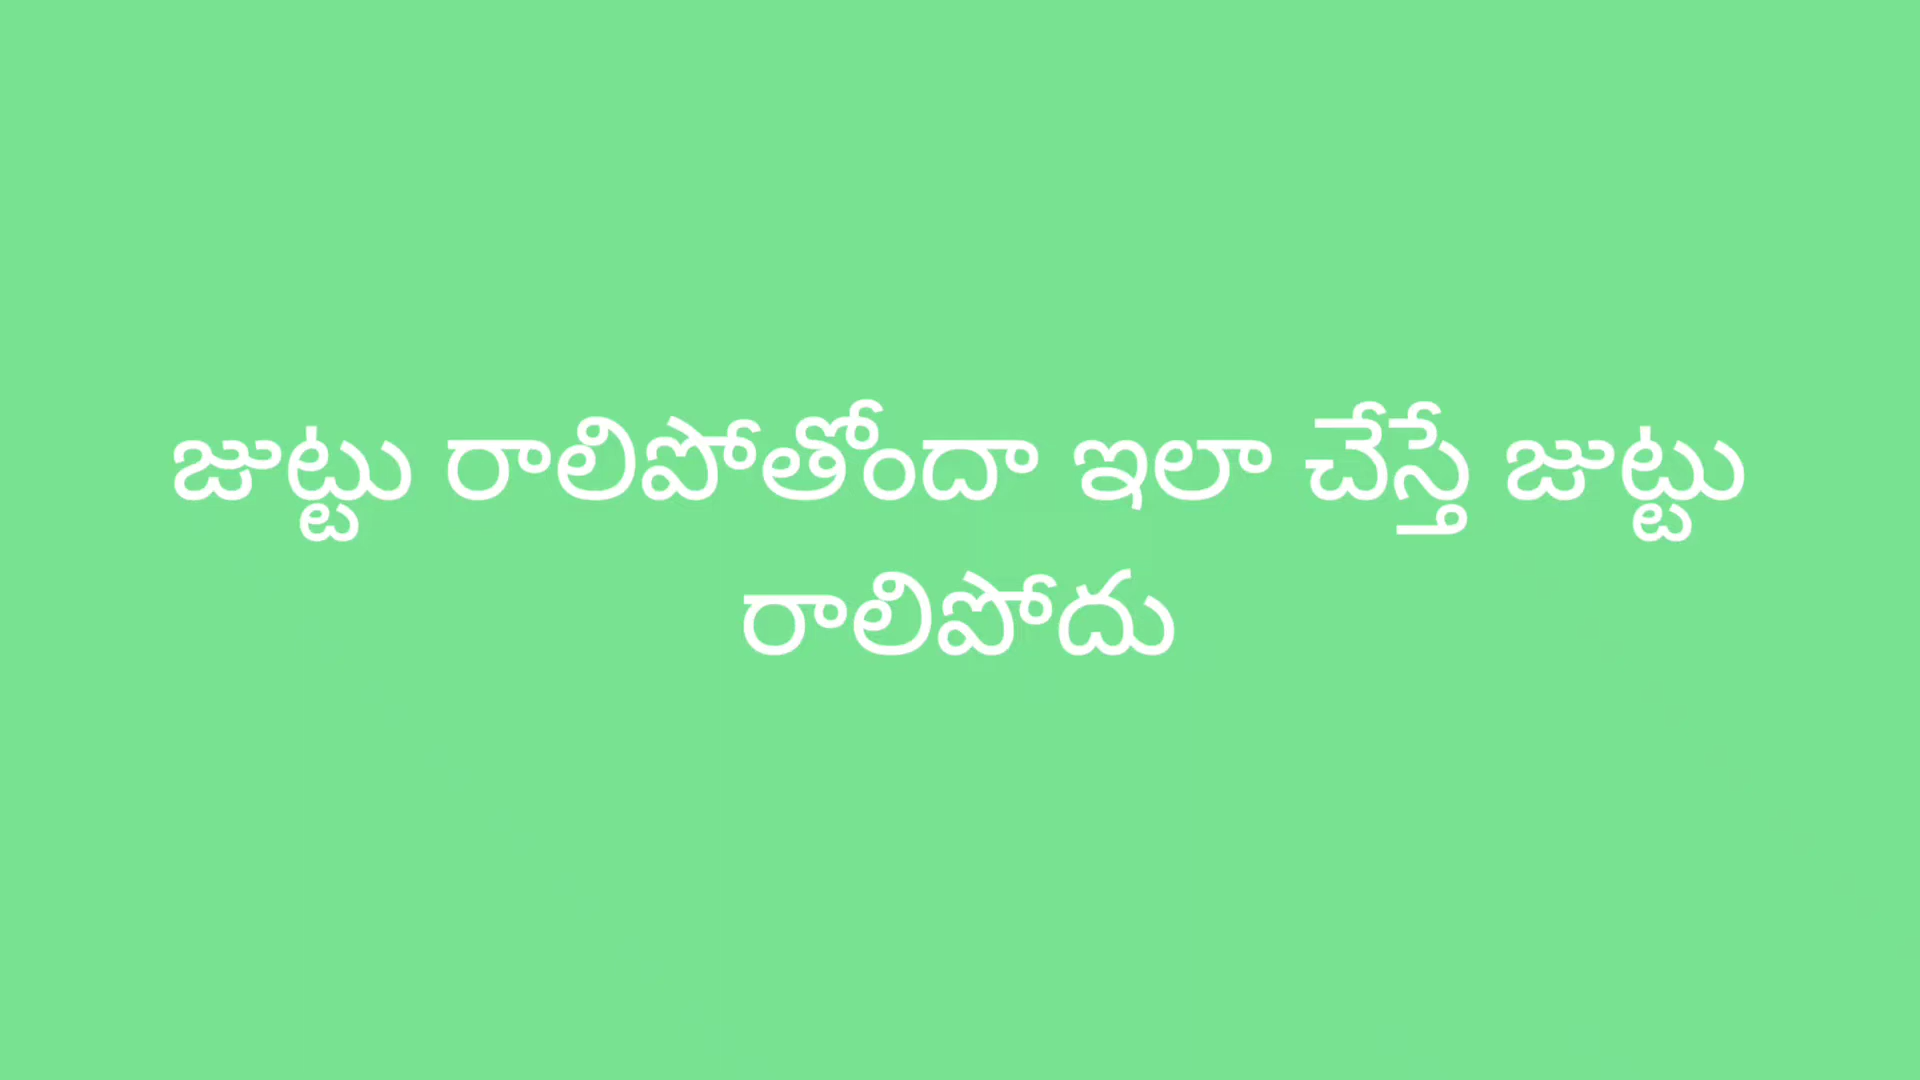 జుట్టు రాలిపోతోందా ఇలా చేస్తే జుట్టు
రాలిపోదు